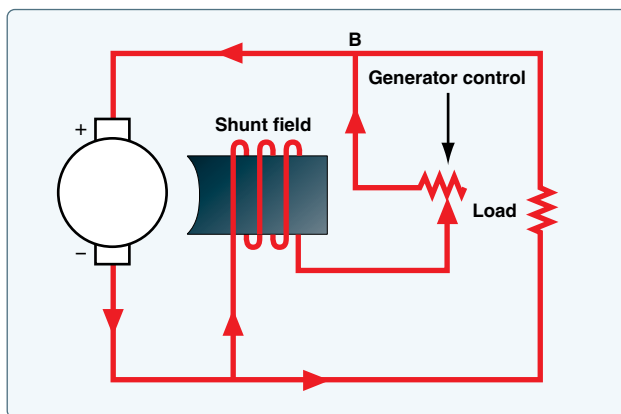 B
Generator control
Shunt field
+
Load
−